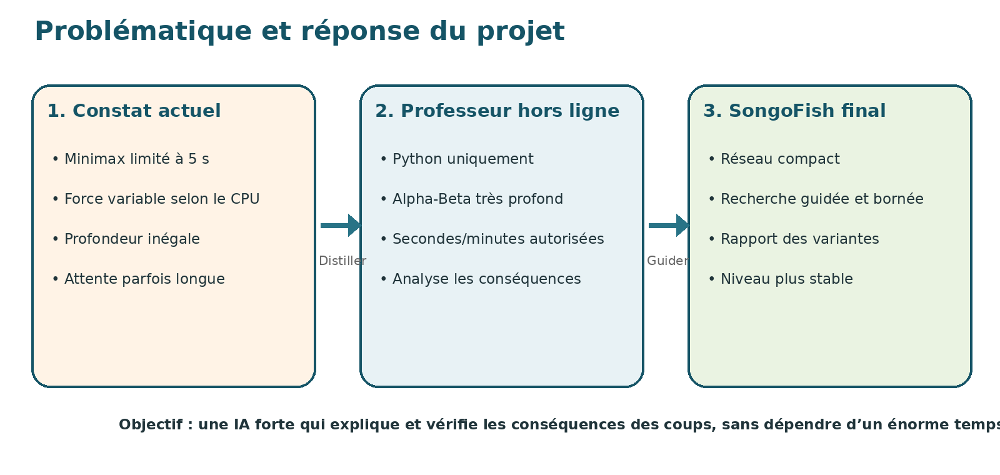 Problématique et réponse du projet
1. Constat actuel
• Minimax limité à 5 s
• Force variable selon le CPU
• Profondeur inégale
• Attente parfois longue
Distiller
2. Professeur hors ligne
• Python uniquement
• Alpha-Beta très profond
• Secondes/minutes autorisées
• Analyse les conséquences
Guider
3. SongoFish final
• Réseau compact
• Recherche guidée et bornée
• Rapport des variantes
• Niveau plus stable
Objectif : une IA forte qui explique et vérifie les conséquences des coups, sans dépendre d’un énorme temps